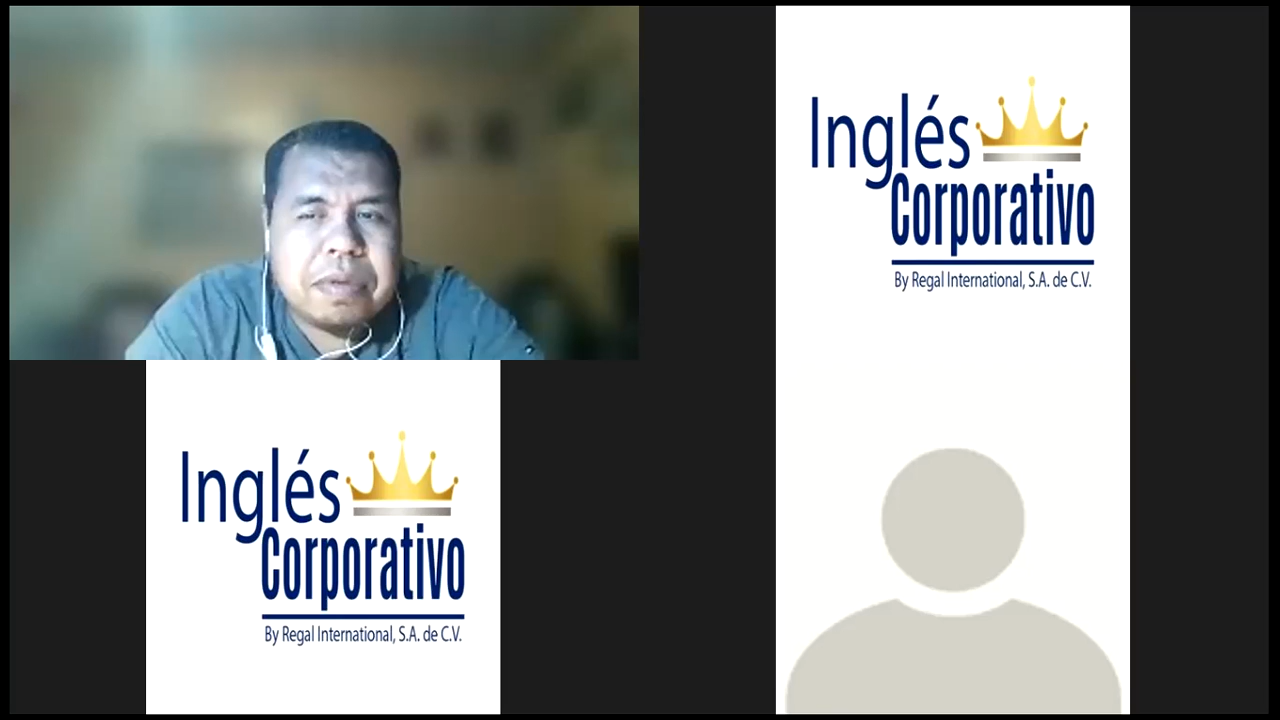 Inglés
Corporativo
By Regal International, S.A. de C.V.
Inglés
Corporativo
By Regal International, S.A. de C.V.